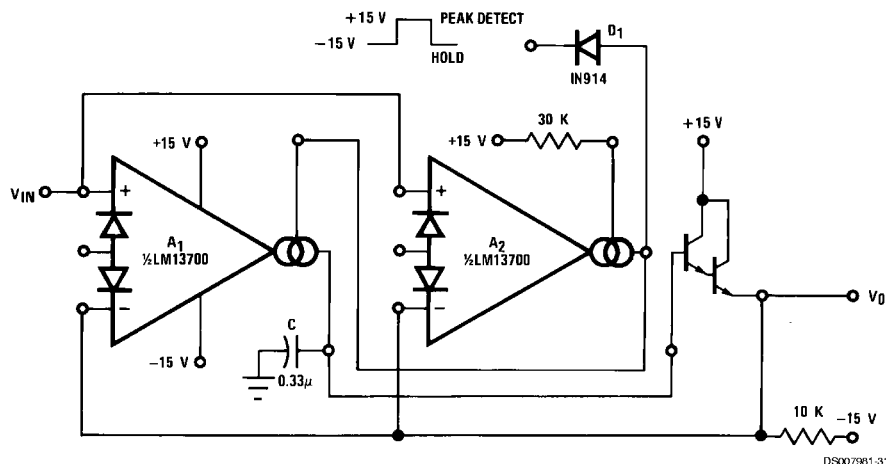 +15 V PEAK DETECT
−15 V
HOLD
D1
IN914
+15 V
+15 V
30 K
+15 V
VIN
+
A1
½LM13700
−
−15 V
C
0.33μ
+
A2
½LM13700
−
VO
10 K
−15 V
DS007981-31